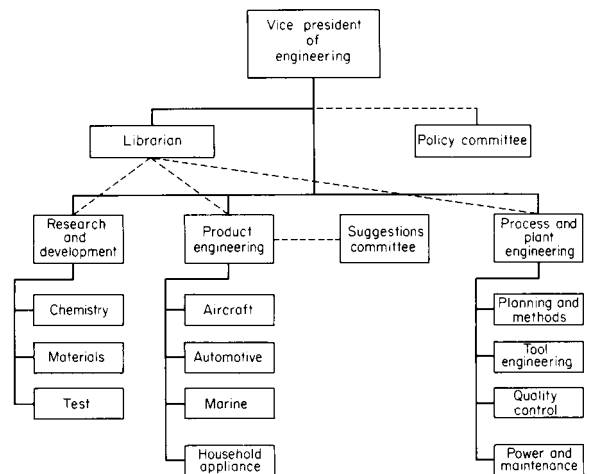 Vice president
of
engineering
Librarian
Policy committee
Research
and
development
Product
engineering
Suggestions
committee
Process and
plant
engineering
Chemistry
Materials
Test
Aircraft
Automotive
Marine
Household
appliance
Planning and
methods
Tool
engineering
Quality
control
Power and
maintenance